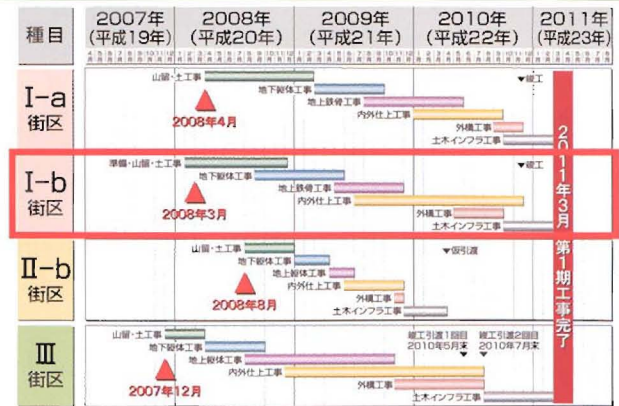 種目
2007年
(平成19年)
2008年
(平成20年)
2009年
(平成21年)
2010年
(平成22年)
2011年
(平成23年)
I-a
街区
山留・土工事
地下躯体工事
地上鉄骨工事
内外仕上工事
外構工事
土木インフラ工事
▼竣工
2008年4月
I-b
街区
準備・山留・土工事
地下躯体工事
地上鉄骨工事
内外仕上工事
外構工事
土木インフラ工事
▼竣工
2008年3月
II-b
街区
山留・土工事
地下躯体工事
地上躯体工事
内外仕上工事
外構工事
土木インフラ工事
▼仮引渡
2008年8月
III
街区
山留・土工事
地下躯体工事
地上躯体工事
内外仕上工事
外構工事
土木インフラ工事
竣工引渡1回目
2010年5月末
竣工引渡2回目
2010年7月末
2007年12月
2011年3月 第1期工事完了